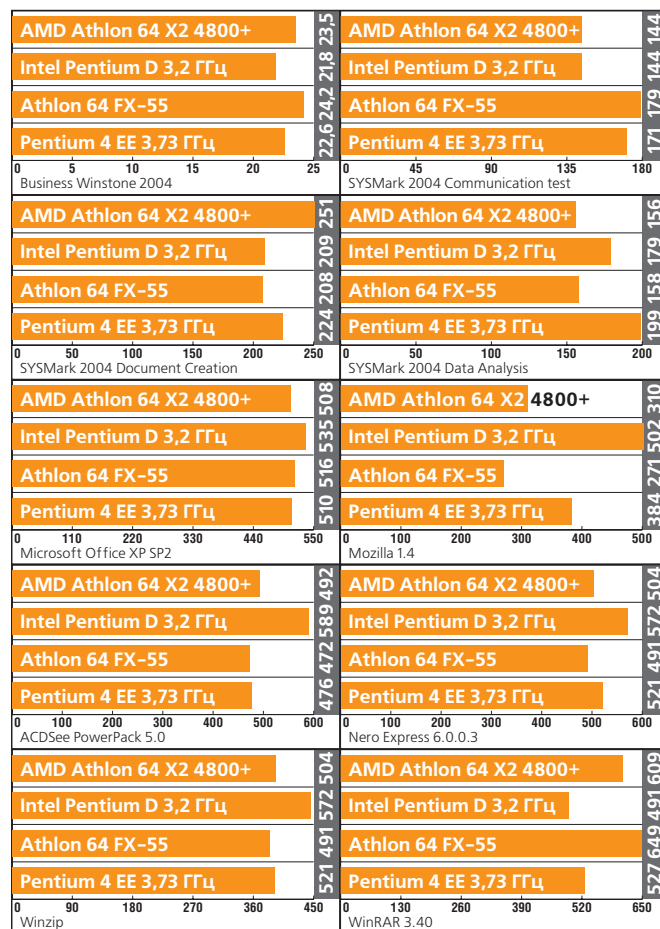 AMD Athlon 64 X2 4800+ 23,5
Intel Pentium D 3,2 ГГц 21,8
Athlon 64 FX-55 24,2
Pentium 4 EE 3,73 ГГц 22,6
0 5 10 15 20 25
Business Winstone 2004
AMD Athlon 64 X2 4800+ 144
Intel Pentium D 3,2 ГГц 144
Athlon 64 FX-55 179
Pentium 4 EE 3,73 ГГц 171
0 45 90 135 180
SYSMark 2004 Communication test
AMD Athlon 64 X2 4800+ 251
Intel Pentium D 3,2 ГГц 209
Athlon 64 FX-55 208
Pentium 4 EE 3,73 ГГц 224
0 50 100 150 200 250
SYSMark 2004 Document Creation
AMD Athlon 64 X2 4800+ 156
Intel Pentium D 3,2 ГГц 179
Athlon 64 FX-55 158
Pentium 4 EE 3,73 ГГц 199
0 50 100 150 200
SYSMark 2004 Data Analysis
AMD Athlon 64 X2 4800+ 508
Intel Pentium D 3,2 ГГц 535
Athlon 64 FX-55 516
Pentium 4 EE 3,73 ГГц 510
0 110 220 330 440 550
Microsoft Office XP SP2
AMD Athlon 64 X2 4800+ 310
Intel Pentium D 3,2 ГГц 502
Athlon 64 FX-55 271
Pentium 4 EE 3,73 ГГц 384
0 100 200 300 400 500
Mozilla 1.4
AMD Athlon 64 X2 4800+ 492
Intel Pentium D 3,2 ГГц 589
Athlon 64 FX-55 472
Pentium 4 EE 3,73 ГГц 476
0 100 200 300 400 500 600
ACDSee PowerPack 5.0
AMD Athlon 64 X2 4800+ 504
Intel Pentium D 3,2 ГГц 572
Athlon 64 FX-55 491
Pentium 4 EE 3,73 ГГц 521
0 100 200 300 400 500 600
Nero Express 6.0.0.3
AMD Athlon 64 X2 4800+ 504
Intel Pentium D 3,2 ГГц 572
Athlon 64 FX-55 491
Pentium 4 EE 3,73 ГГц 521
0 90 180 270 360 450
Winzip
AMD Athlon 64 X2 4800+ 609
Intel Pentium D 3,2 ГГц 491
Athlon 64 FX-55 649
Pentium 4 EE 3,73 ГГц 527
0 130 260 390 520 650
WinRAR 3.40